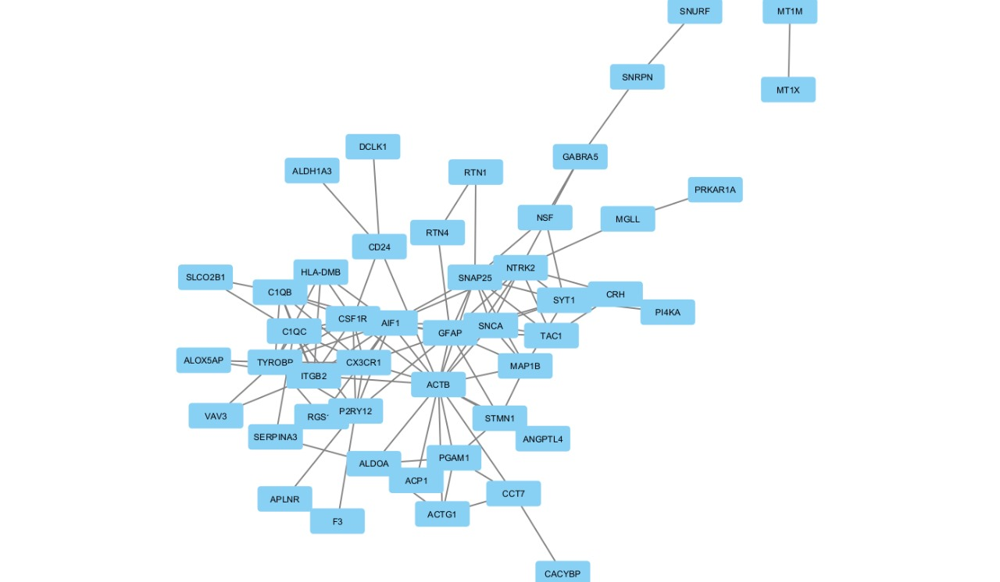 SNURF
MT1M
SNRPN
MT1X
DCLK1
GABRA5
ALDH1A3
RTN1
PRKAR1A
MGLL
NSF
RTN4
CD24
NTRK2
HLA-DMB
SLCO2B1
SNAP25
C1QB
CRH
SYT1
PI4KA
CSF1R
AIF1
SNCA
C1QC
GFAP
TAC1
ALOX5AP
TYROBP
CX3CR1
MAP1B
ITGB2
ACTB
P2RY12
VAV3
STMN1
SERPINA3
ANGPTL4
PGAM1
ALDOA
ACP1
CCT7
APLNR
ACTG1
F3
CACYBP